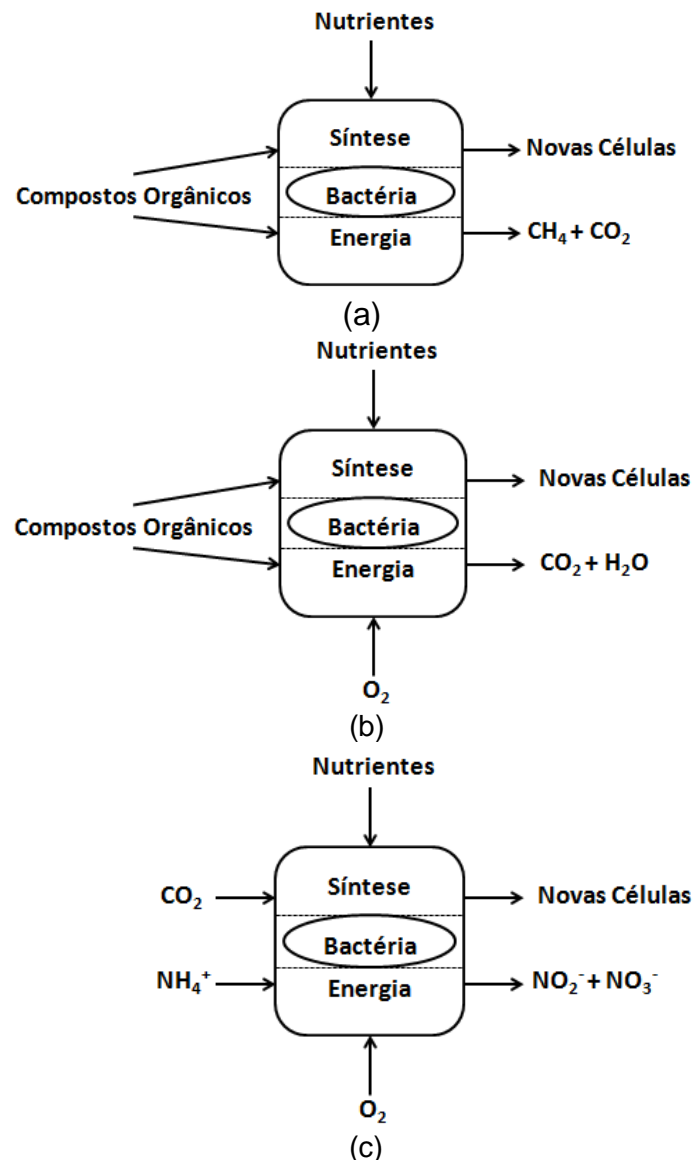 Nutrientes
Síntese
Novas Células
Compostos Orgânicos
Bactéria
Energia
CH₄ + CO₂
(a)
Nutrientes
Síntese
Novas Células
Compostos Orgânicos
Bactéria
Energia
CO₂ + H₂O
O₂
(b)
Nutrientes
CO₂
Síntese
Novas Células
Bactéria
NH₄⁺
Energia
NO₂⁻ + NO₃⁻
O₂
(c)